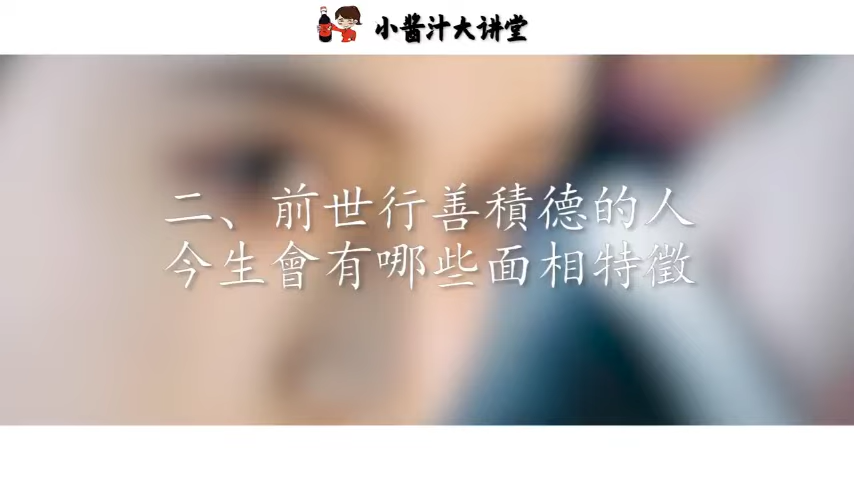 小酱汁大讲堂
二、前世行善積德的人
今生會有哪些面相特徵